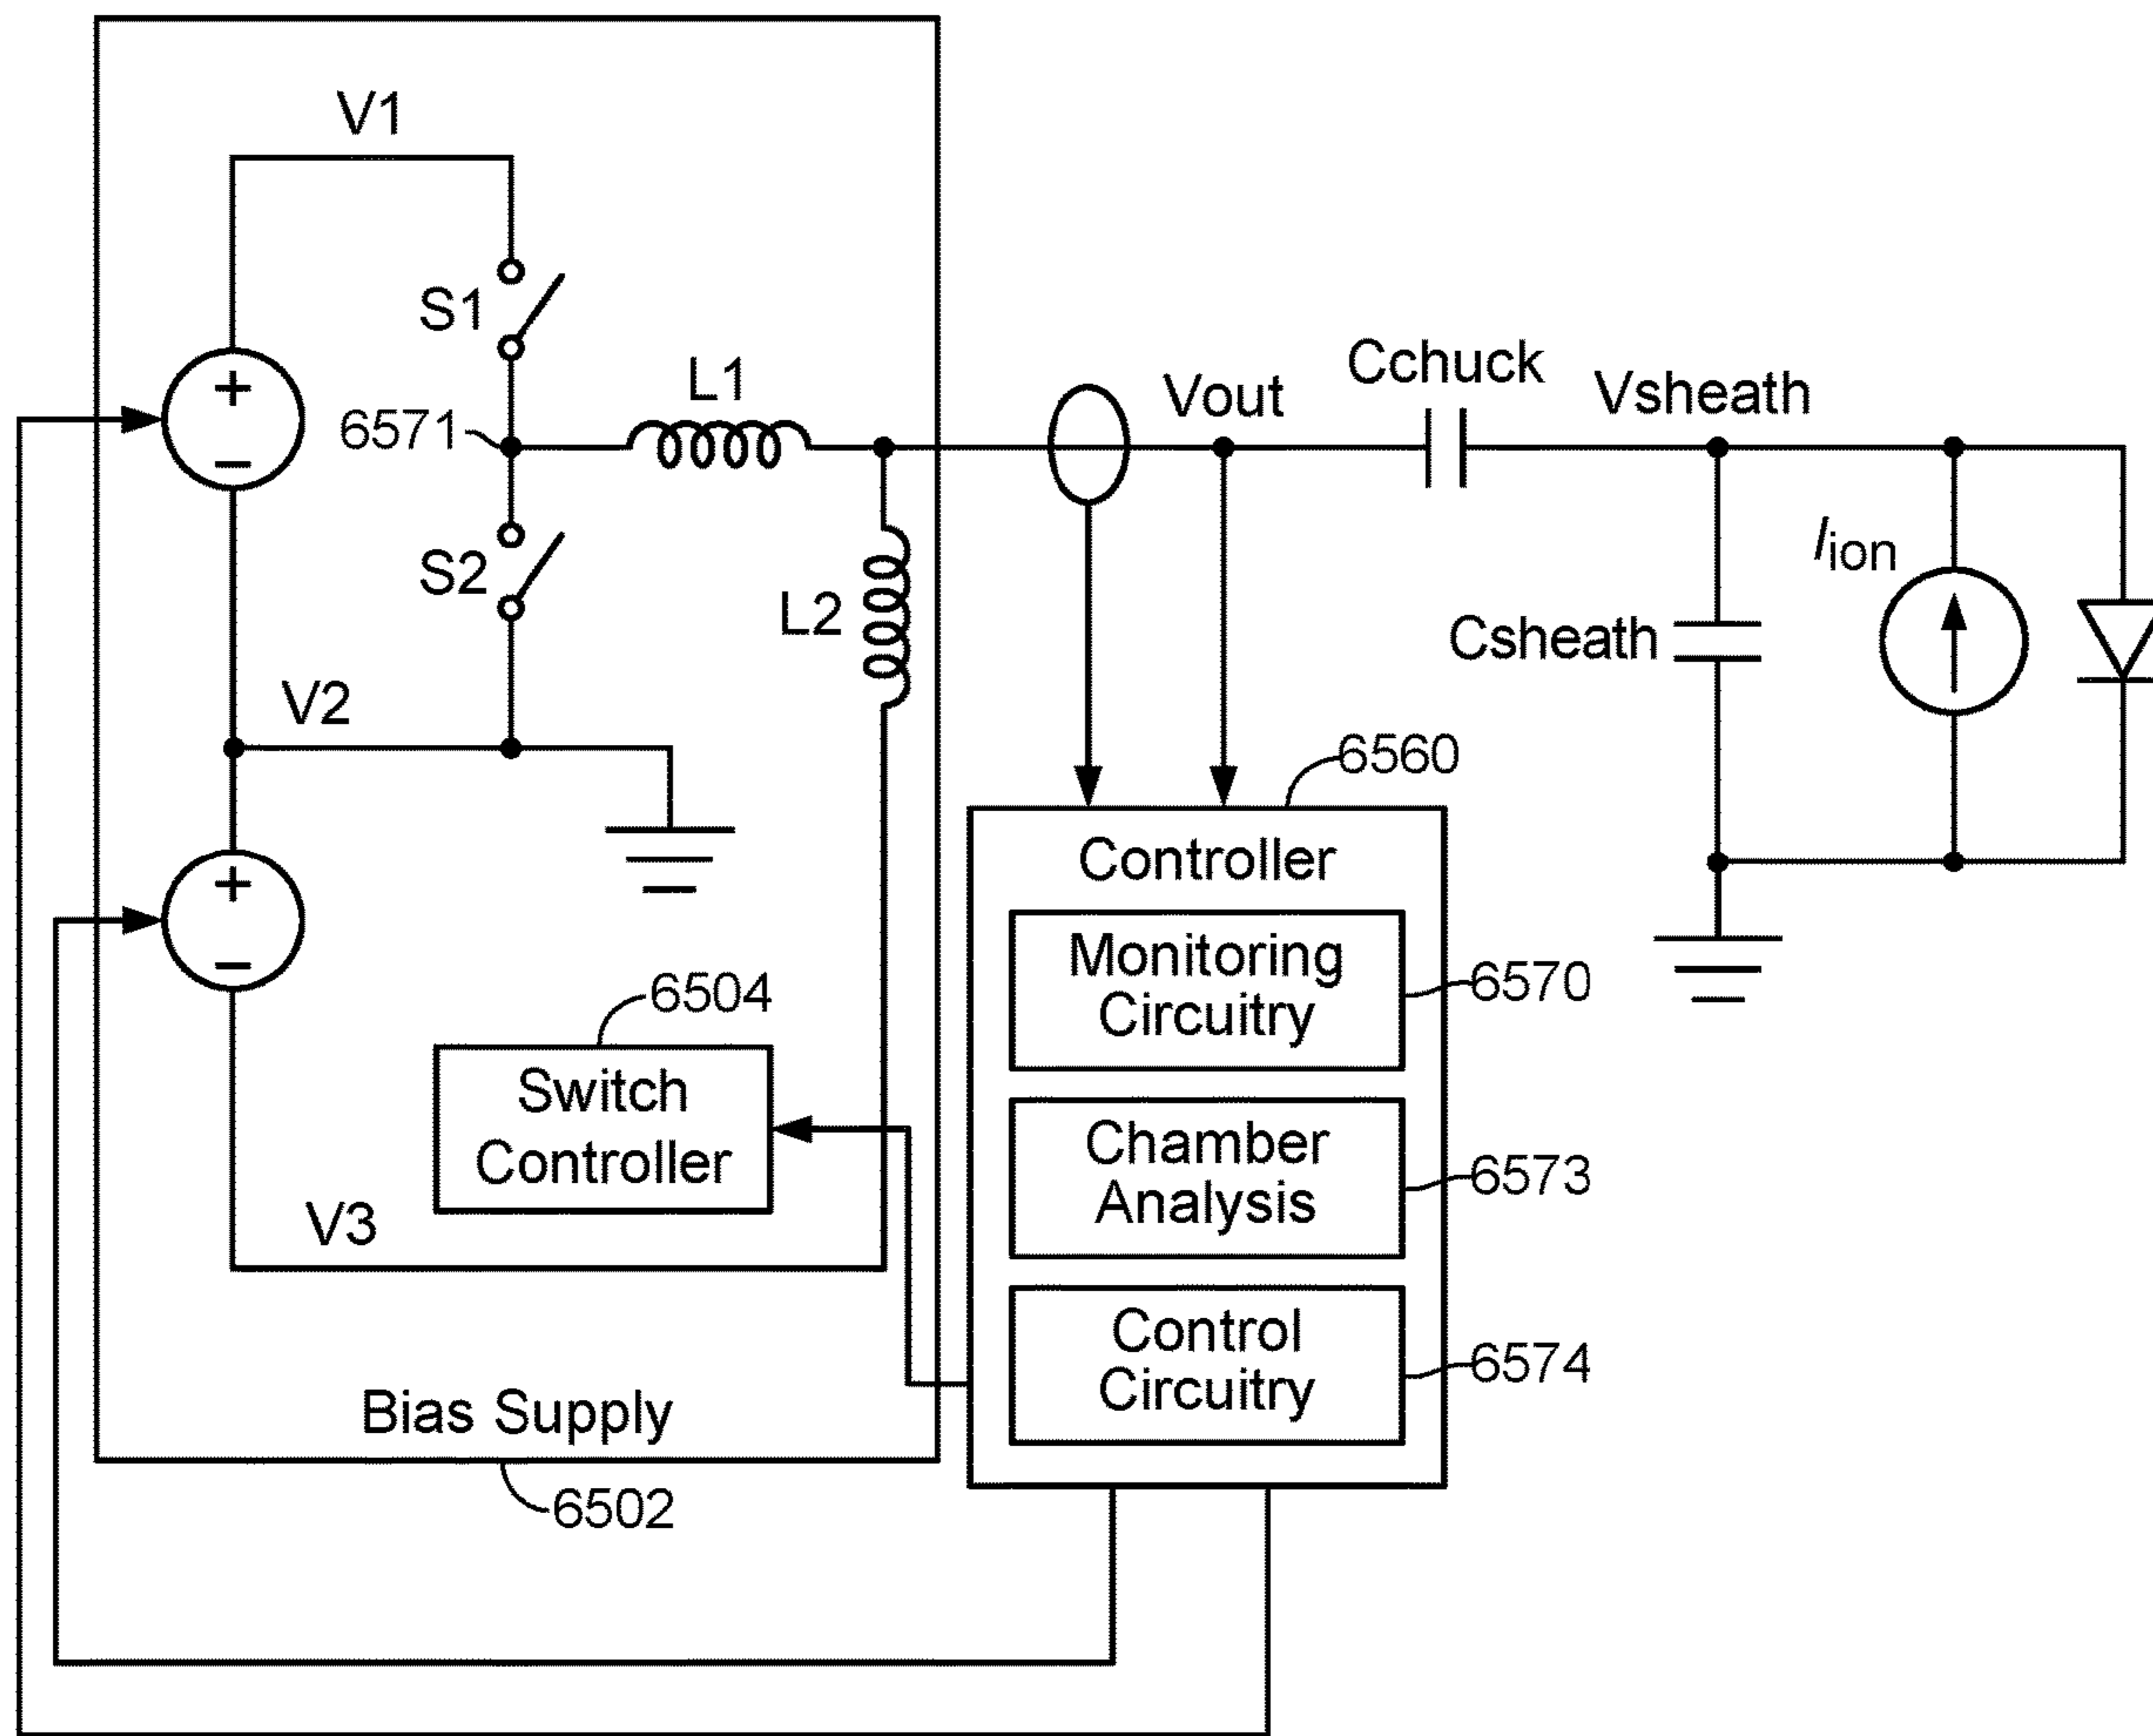 V1
S1
L1
6571
Vout
Cchuck
Vsheath
S2
L2
Iion
Csheath
V2
6560
+
−
+
−
Controller
Monitoring
Circuitry
6570
6504
Switch
Controller
Chamber
Analysis
6573
V3
Control
Circuitry
6574
Bias Supply
6502